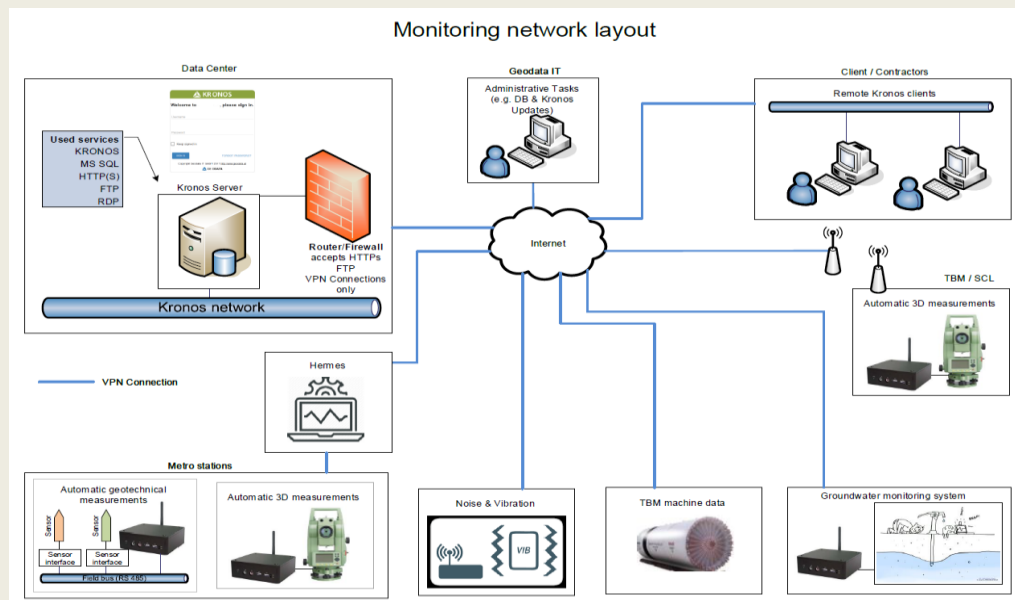 Monitoring network layout
Data Center
KRONOS
Welcome to , please sign in.
Used services
KRONOS
MS SQL
HTTP(S)
FTP
RDP
Kronos Server
Router/Firewall
accepts HTTPs
FTP
VPN Connections
only
Kronos network
Geodata IT
Administrative Tasks
(e.g. DB & Kronos
Updates)
Client / Contractors
Remote Kronos clients
Internet
TBM / SCL
Automatic 3D measurements
VPN Connection
Hermes
Metro stations
Automatic geotechnical
measurements
Sensor
Sensor
Sensor
interface
Sensor
interface
Field bus (RS 485)
Automatic 3D measurements
Noise & Vibration
VIB
TBM machine data
Groundwater monitoring system